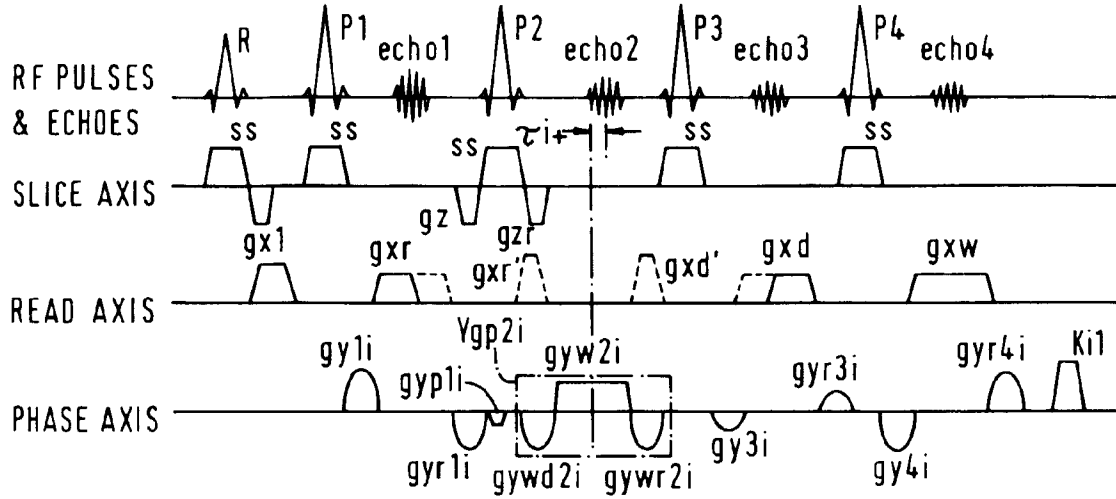 R P1 P2 P3 P4
echo1 echo2 echo3 echo4
RF PULSES
& ECHOES
τi
ss ss ss ss ss
SLICE AXIS
gz gzr
gx1 gxr gxr' gxd' gxd gxw
READ AXIS
Ygp2i
gy1i gyp1i gyw2i gyr3i gyr4i Ki1
PHASE AXIS
gyr1i gywd2i gywr2i gy3i gy4i